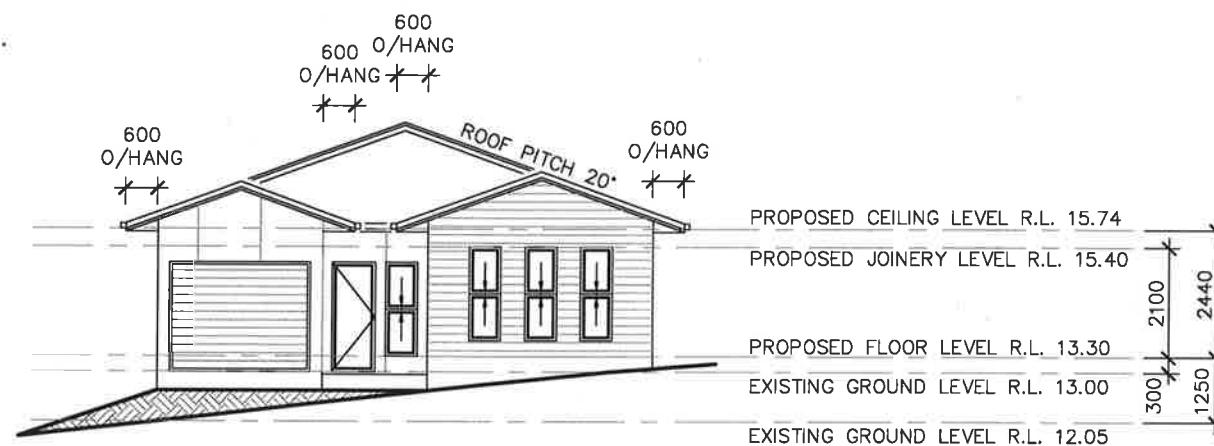 600
O/HANG
600
O/HANG
600
O/HANG
600
O/HANG
ROOF PITCH 20°
PROPOSED CEILING LEVEL R.L. 15.74
PROPOSED JOINERY LEVEL R.L. 15.40
2100
2440
PROPOSED FLOOR LEVEL R.L. 13.30
EXISTING GROUND LEVEL R.L. 13.00
300
1250
EXISTING GROUND LEVEL R.L. 12.05